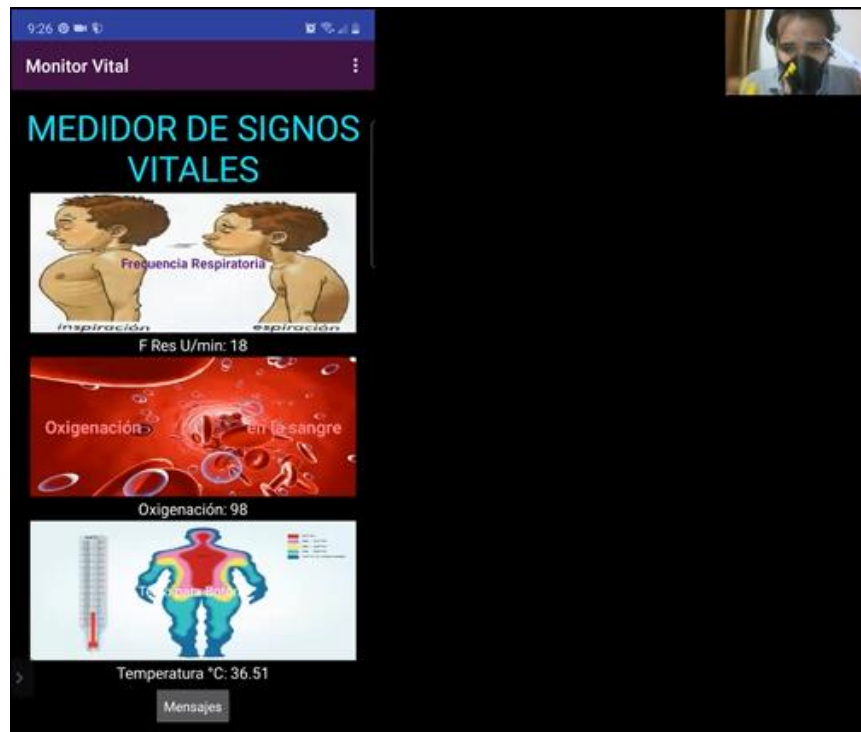 9:26
Monitor Vital
MEDIDOR DE SIGNOS
VITALES
Frecuencia Respiratoria
inspiración
espiración
F Res U/min: 18
Oxigenación en la sangre
Oxigenación: 98
Temperatura °C: 36.51
Mensajes